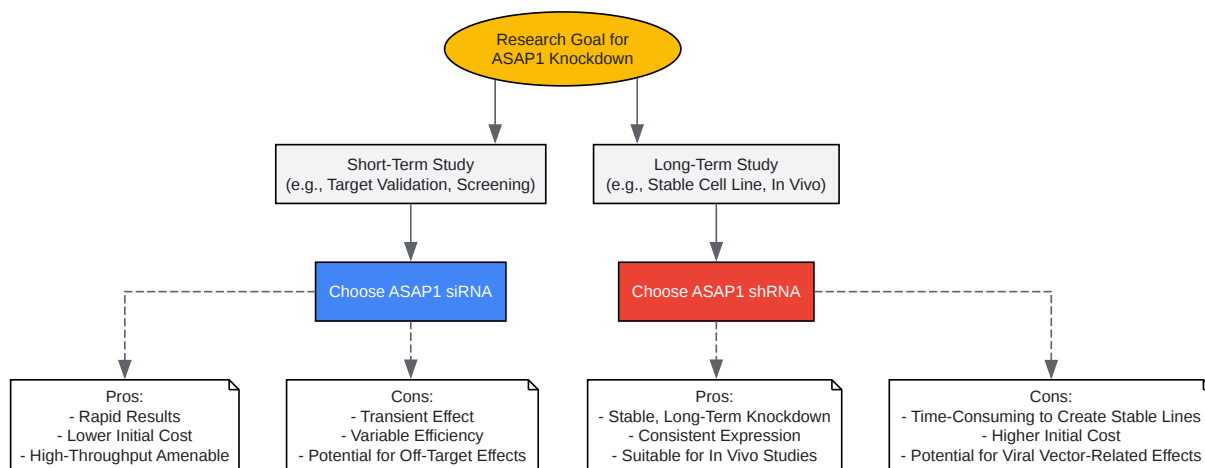 Research Goal for
ASAP1 Knockdown
Short-Term Study
(e.g., Target Validation, Screening)
Long-Term Study
(e.g., Stable Cell Line, In Vivo)
Choose ASAP1 siRNA
Choose ASAP1 shRNA
Pros:
- Rapid Results
- Lower Initial Cost
- High-Throughput Amenable
Cons:
- Transient Effect
- Variable Efficiency
- Potential for Off-Target Effects
Pros:
- Stable, Long-Term Knockdown
- Consistent Expression
- Suitable for In Vivo Studies
Cons:
- Time-Consuming to Create Stable Lines
- Higher Initial Cost
- Potential for Viral Vector-Related Effects